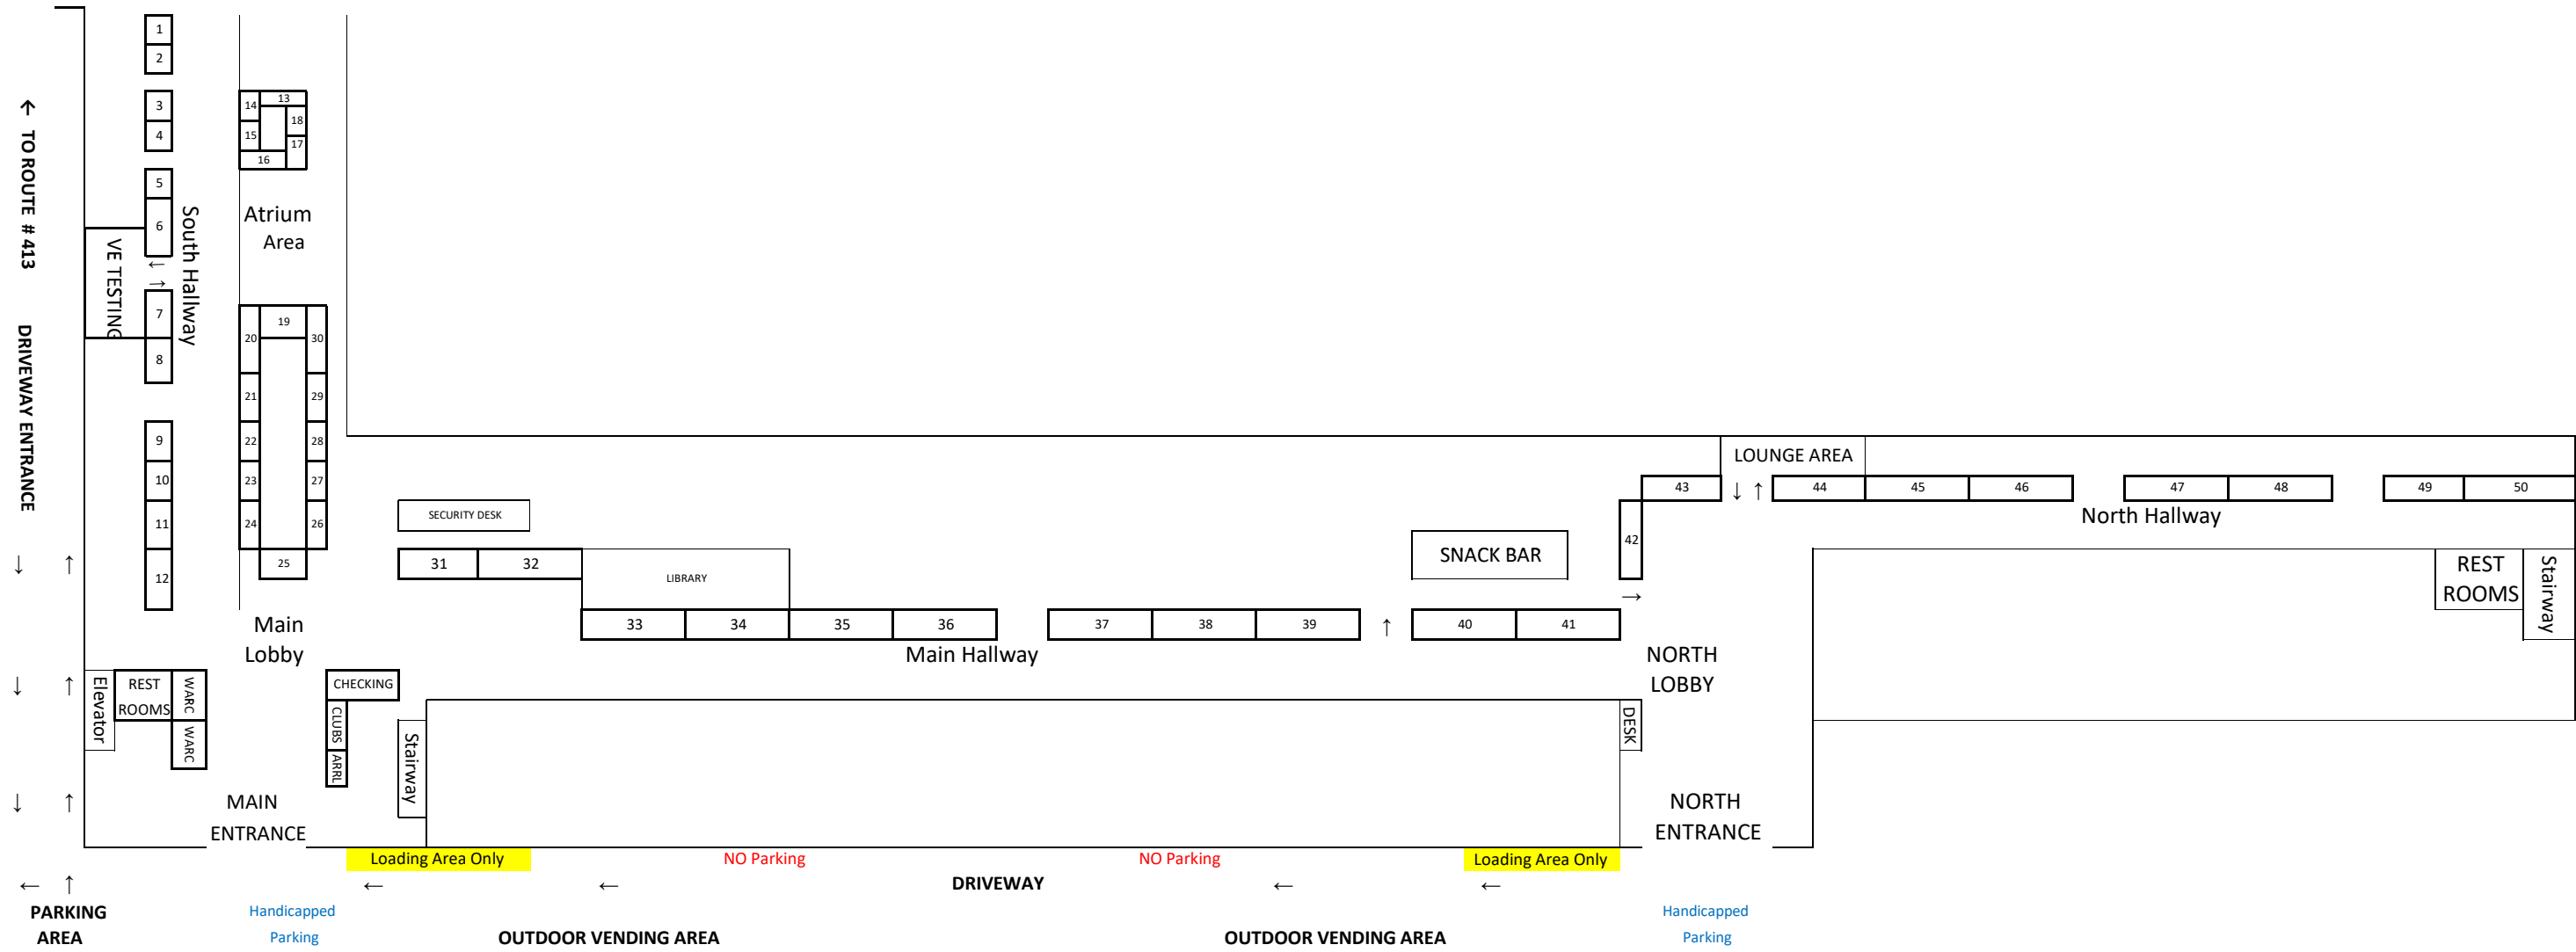 ← TO ROUTE # 413
DRIVEWAY ENTRANCE
↓ ↑
↓ ↑
↓ ↑
← ↑
PARKING
AREA
1
2
3
4
5
6
←
→
7
8
9
10
11
12
VE TESTING
South Hallway
13
14
18
15
17
16
Atrium
Area
19
20
30
21
29
22
28
23
27
24
26
25
Main
Lobby
Elevator
REST
ROOMS
WARC
WARC
CHECKING
CLUBS
ARRL
Stairway
MAIN
ENTRANCE
SECURITY DESK
31
32
LIBRARY
33
34
35
36
37
38
39
↑
40
41
Main Hallway
SNACK BAR
42
→
43
LOUNGE AREA
↓ ↑
44
45
46
47
48
49
50
North Hallway
REST
ROOMS
Stairway
NORTH
LOBBY
DESK
NORTH
ENTRANCE
Loading Area Only
NO Parking
NO Parking
Loading Area Only
← ← DRIVEWAY ← ←
Handicapped
Parking
OUTDOOR VENDING AREA
OUTDOOR VENDING AREA
Handicapped
Parking